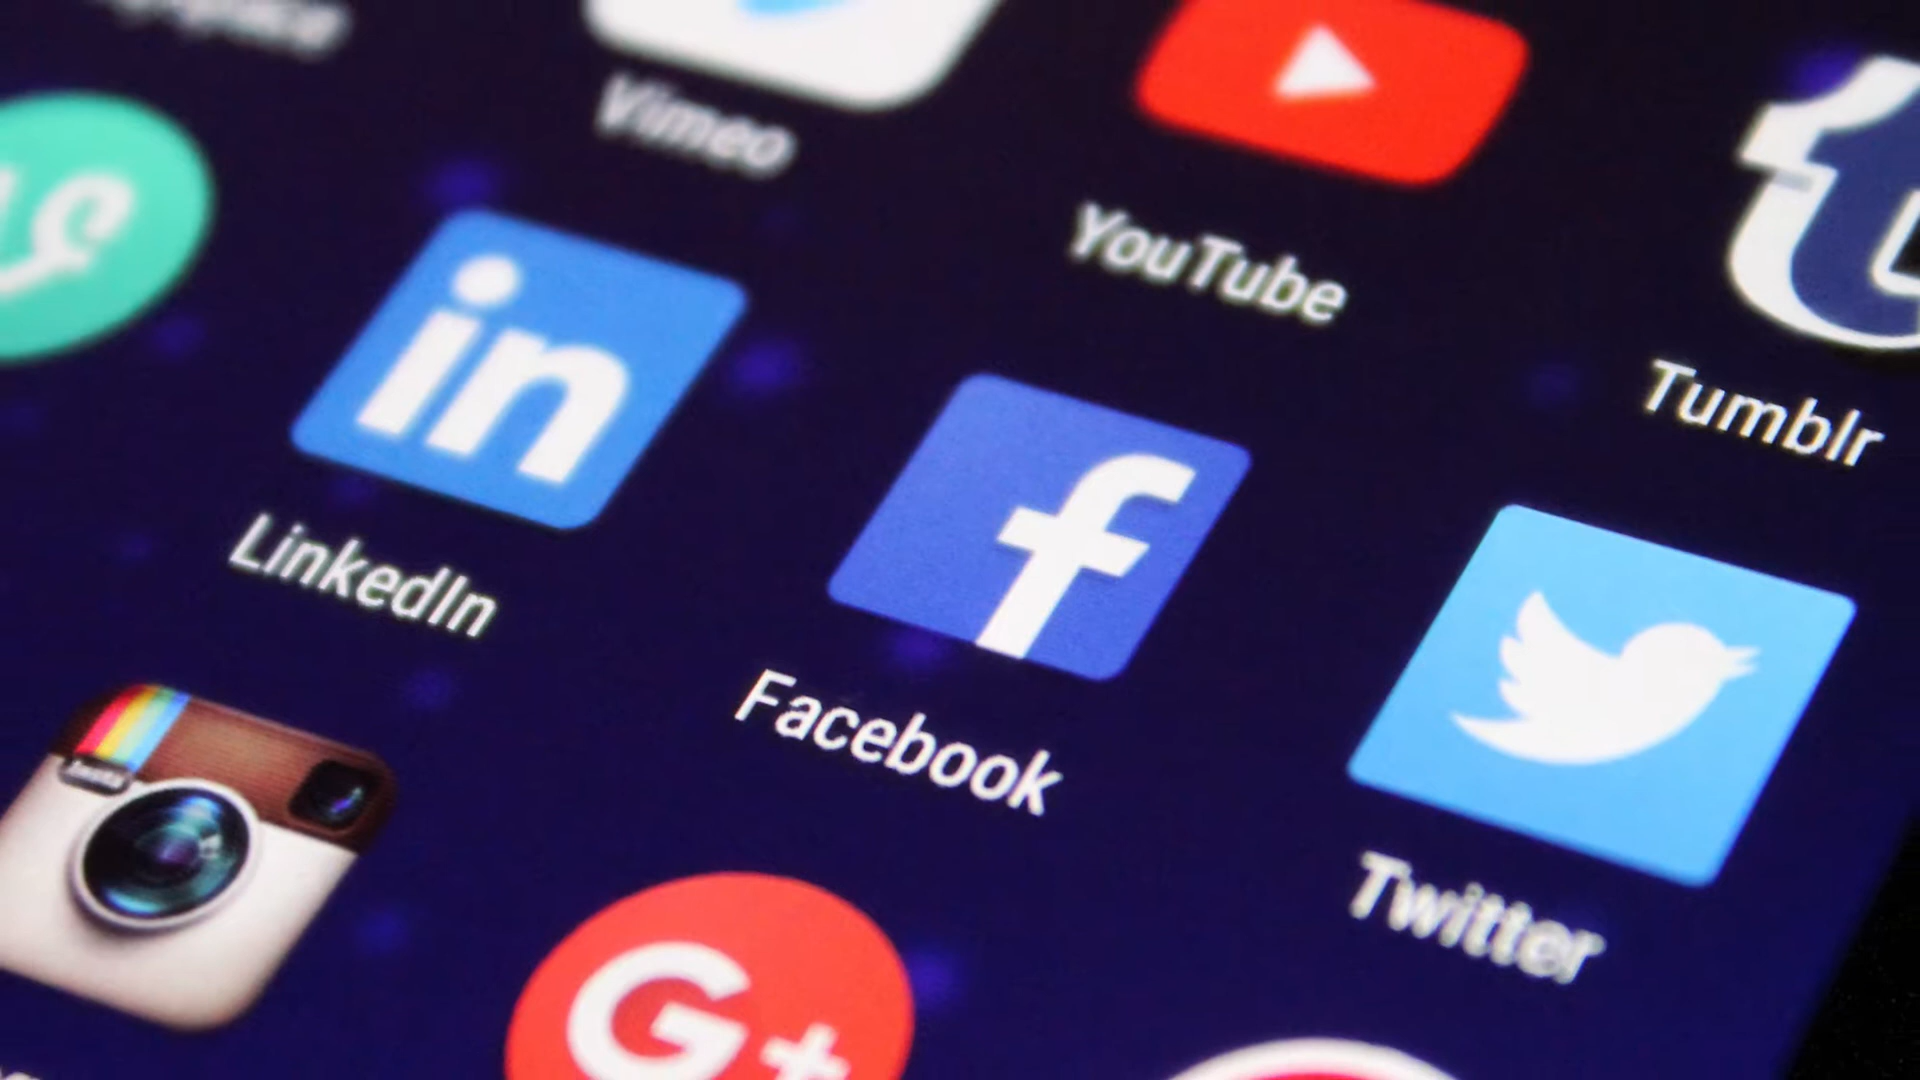 Vimeo
YouTube
Tumblr
in
LinkedIn
f
Facebook
Twitter
G+